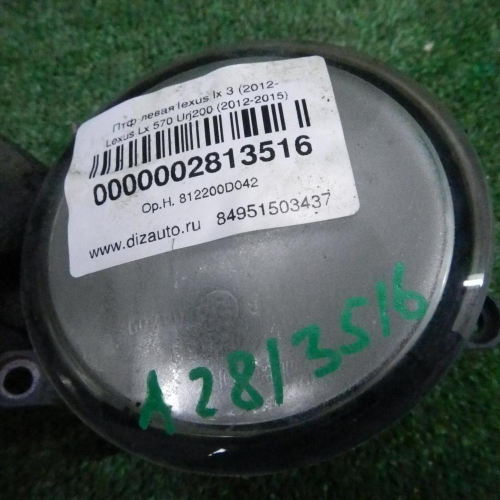 Птф левая lexus lx 3 (2012-
Lexus Lx 570 Urj200 (2012-2015)
0000002813516
Ор.Н. 812200D042
www.dizauto.ru 84951503437
A2813516